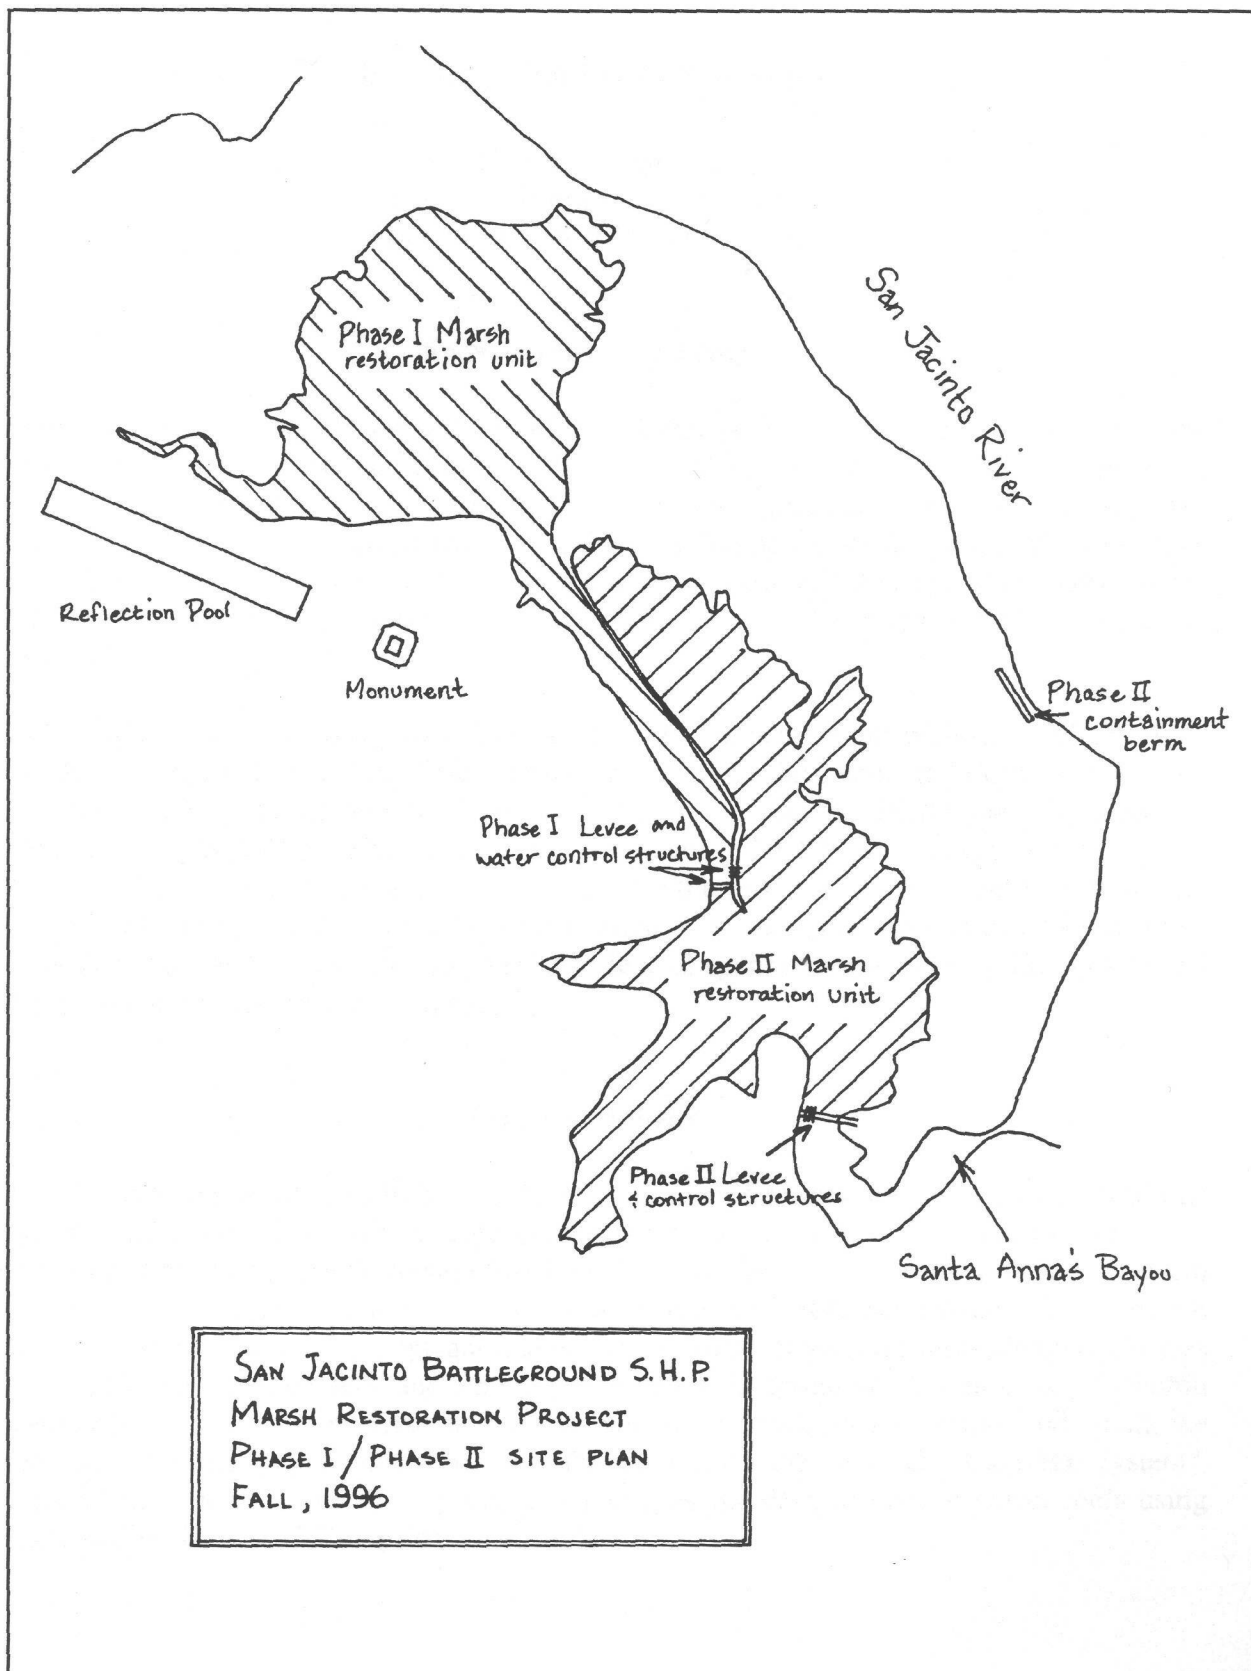 San Jacinto River
Phase I Marsh
restoration unit
Reflection Pool
Monument
Phase II
containment
berm
Phase I Levee and
water control structures
Phase II Marsh
restoration unit
Phase II Levee
& control structures
Santa Anna's Bayou
SAN JACINTO BATTLEGROUND S.H.P.
MARSH RESTORATION PROJECT
PHASE I / PHASE II SITE PLAN
FALL, 1996